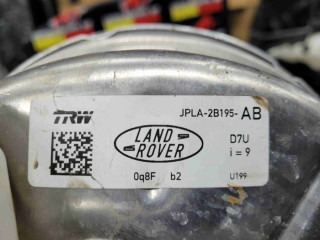 TRW
JPLA-2B195-AB
LAND
ROVER
D7U
i=9
0q8F b2
U199